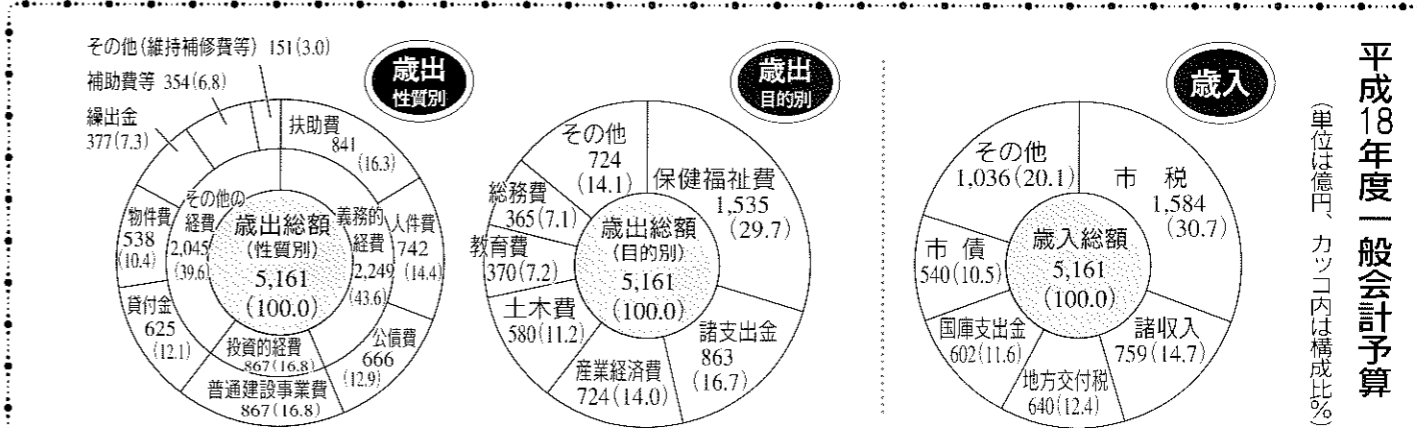 平成18年度一般会計予算
(単位は億円、カッコ内は構成比%)
歳入
市 税
1,584
(30.7)
諸収入
759(14.7)
地方交付税
640(12.4)
国庫支出金
602(11.6)
市 債
540(10.5)
その他
1,036(20.1)
歳入総額
5,161
(100.0)
歳出
目的別
保健福祉費
1,535
(29.7)
諸支出金
863
(16.7)
産業経済費
724(14.0)
土木費
580(11.2)
教育費
370(7.2)
総務費
365(7.1)
その他
724
(14.1)
歳出総額
(目的別)
5,161
(100.0)
歳出
性質別
扶助費
841
(16.3)
人件費
742
(14.4)
公債費
666
(12.9)
普通建設事業費
867(16.8)
貸付金
625
(12.1)
物件費
538
(10.4)
繰出金
377(7.3)
補助費等 354(6.8)
その他(維持補修費等) 151(3.0)
義務的
経費
2,249
(43.6)
投資的経費
867(16.8)
その他の
経費
2,045
(39.6)
歳出総額
(性質別)
5,161
(100.0)